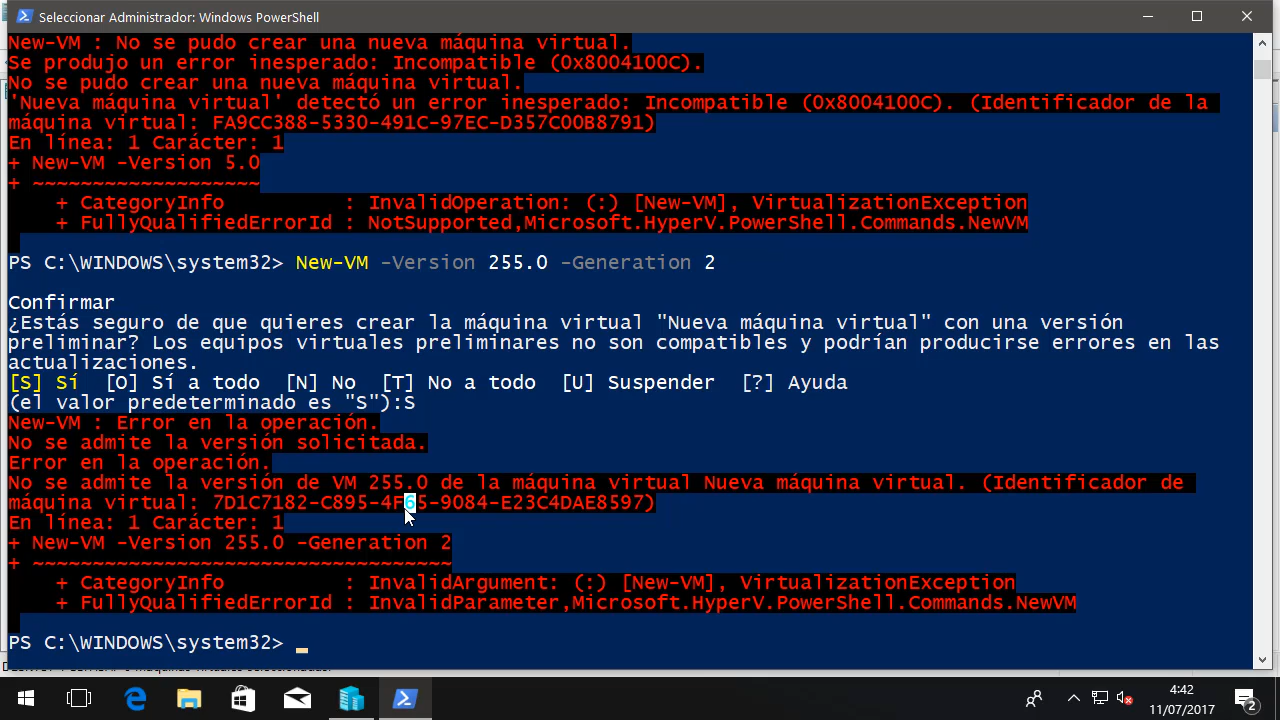 Seleccionar Administrador: Windows PowerShell
New-VM : No se pudo crear una nueva máquina virtual.
Se produjo un error inesperado: Incompatible (0x8004100C).
No se pudo crear una nueva máquina virtual.
'Nueva máquina virtual' detectó un error inesperado: Incompatible (0x8004100C). (Identificador de la
máquina virtual: FA9CC388-5330-491C-97EC-D357C00B8791)
En línea: 1 Carácter: 1
+ New-VM -Version 5.0
+ ~~~~~~~~~~~~~~~~~~~
+ CategoryInfo : InvalidOperation: (:) [New-VM], VirtualizationException
+ FullyQualifiedErrorId : NotSupported,Microsoft.HyperV.PowerShell.Commands.NewVM
PS C:\WINDOWS\system32> New-VM -Version 255.0 -Generation 2
Confirmar
¿Estás seguro de que quieres crear la máquina virtual "Nueva máquina virtual" con una versión
preliminar? Los equipos virtuales preliminares no son compatibles y podrían producirse errores en las
actualizaciones.
[S] Sí [O] Sí a todo [N] No [T] No a todo [U] Suspender [?] Ayuda
(el valor predeterminado es "S"):S
New-VM : Error en la operación.
No se admite la versión solicitada.
Error en la operación.
No se admite la versión de VM 255.0 de la máquina virtual Nueva máquina virtual. (Identificador de
máquina virtual: 7D1C7182-C895-4F65-9084-E23C4DAE8597)
En línea: 1 Carácter: 1
+ New-VM -Version 255.0 -Generation 2
+ ~~~~~~~~~~~~~~~~~~~~~~~~~~~~~~~~~~~
+ CategoryInfo : InvalidArgument: (:) [New-VM], VirtualizationException
+ FullyQualifiedErrorId : InvalidParameter,Microsoft.HyperV.PowerShell.Commands.NewVM
PS C:\WINDOWS\system32>
4:42
11/07/2017
2